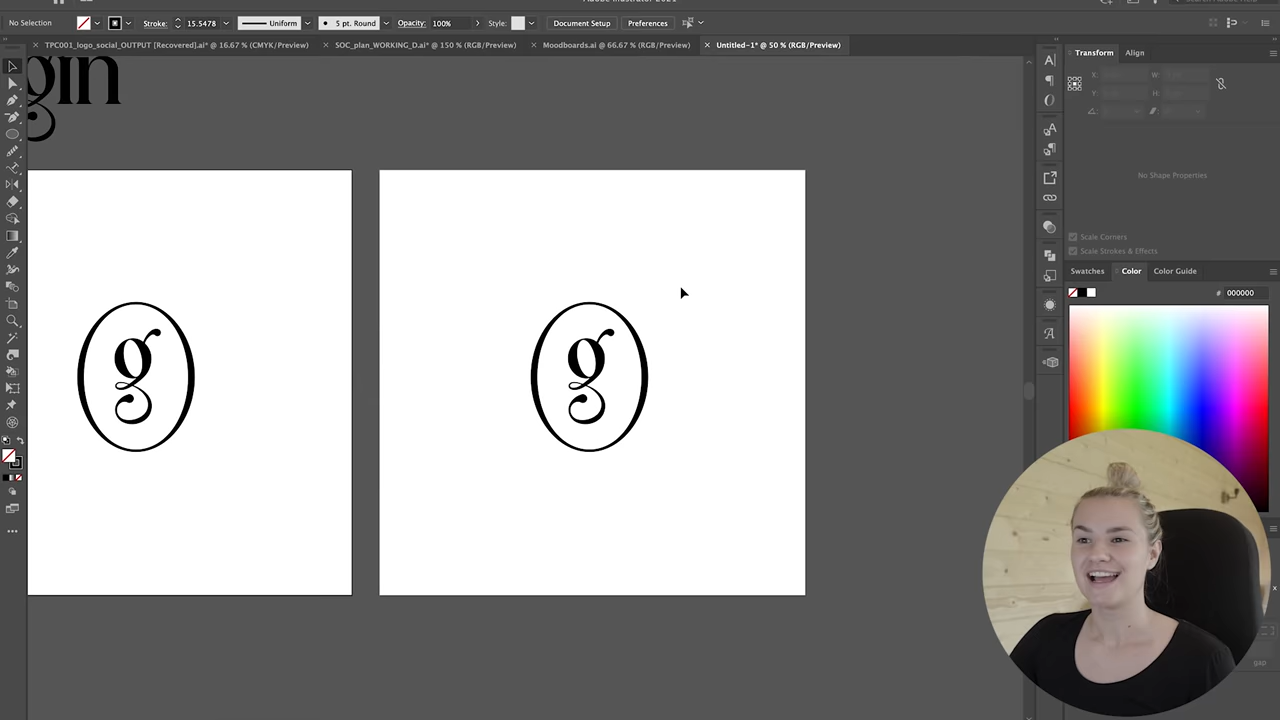 No Selection
Stroke:
15.5478
Uniform
5 pt. Round
Opacity:
100%
Style:
Document Setup
Preferences
TPC001_logo_social_OUTPUT [Recovered].ai* @ 16.67 % (CMYK/Preview)
SOC_plan_WORKING_D.ai* @ 150 % (RGB/Preview)
Moodboards.ai @ 66.67 % (RGB/Preview)
Untitled-1* @ 50 % (RGB/Preview)
gin
g
g
Transform
Align
X:
W:
Y:
H:
No Shape Properties
Scale Corners
Scale Strokes & Effects
Swatches
Color
Color Guide
#
000000
gap